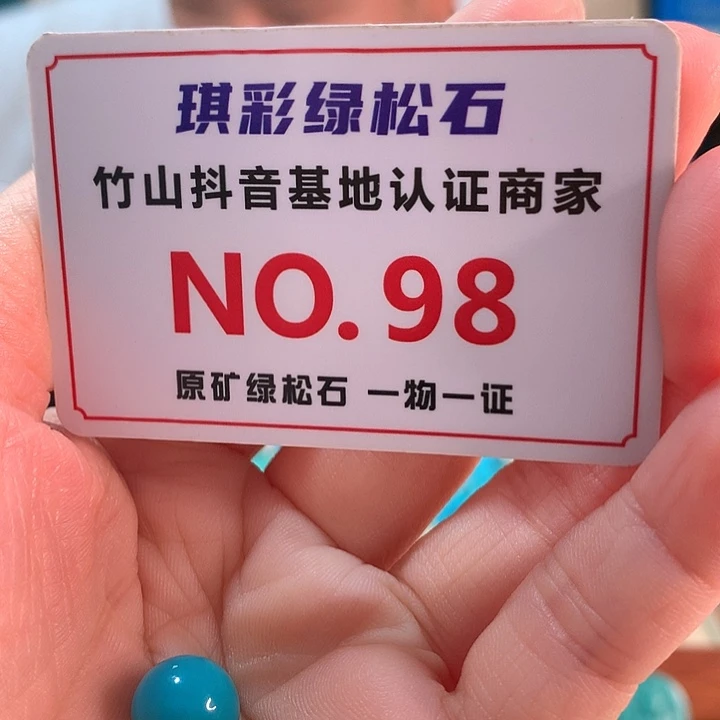 琪彩绿松石
竹山抖音基地认证商家
NO.98
原矿绿松石 一物一证